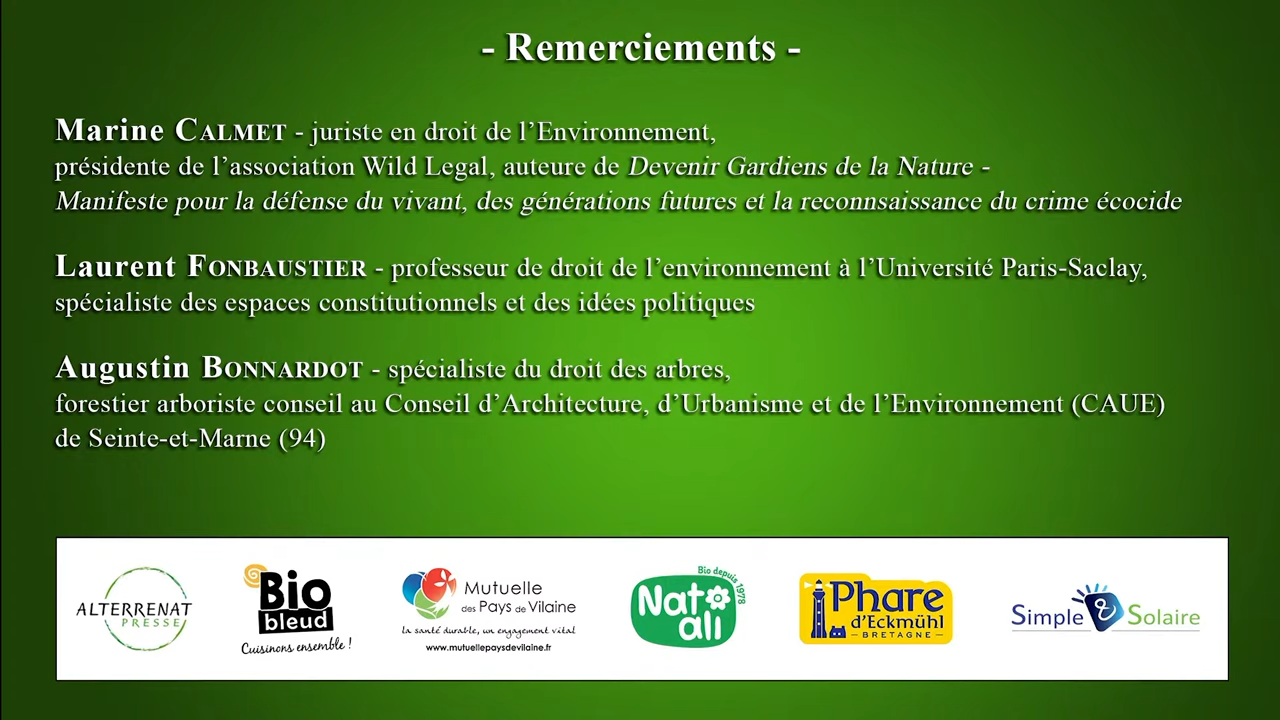 - Remerciements -
Marine CALMET - juriste en droit de l’Environnement,
présidente de l’association Wild Legal, auteure de Devenir Gardiens de la Nature -
Manifeste pour la défense du vivant, des générations futures et la reconnsaissance du crime écocide
Laurent FONBAUSTIER - professeur de droit de l’environnement à l’Université Paris-Saclay,
spécialiste des espaces constitutionnels et des idées politiques
Augustin BONNARDOT - spécialiste du droit des arbres,
forestier arboriste conseil au Conseil d’Architecture, d’Urbanisme et de l’Environnement (CAUE)
de Seinte-et-Marne (94)
ALTERRENAT
PRESSE
Bio
bleud
Cuisinons ensemble !
Mutuelle
des Pays de Vilaine
la santé durable, un engagement vital
www.mutuellepaysdevilaine.fr
Bio depuis 1978
Nat
ali
Phare
d’Eckmühl
- BRETAGNE -
Simple & Solaire